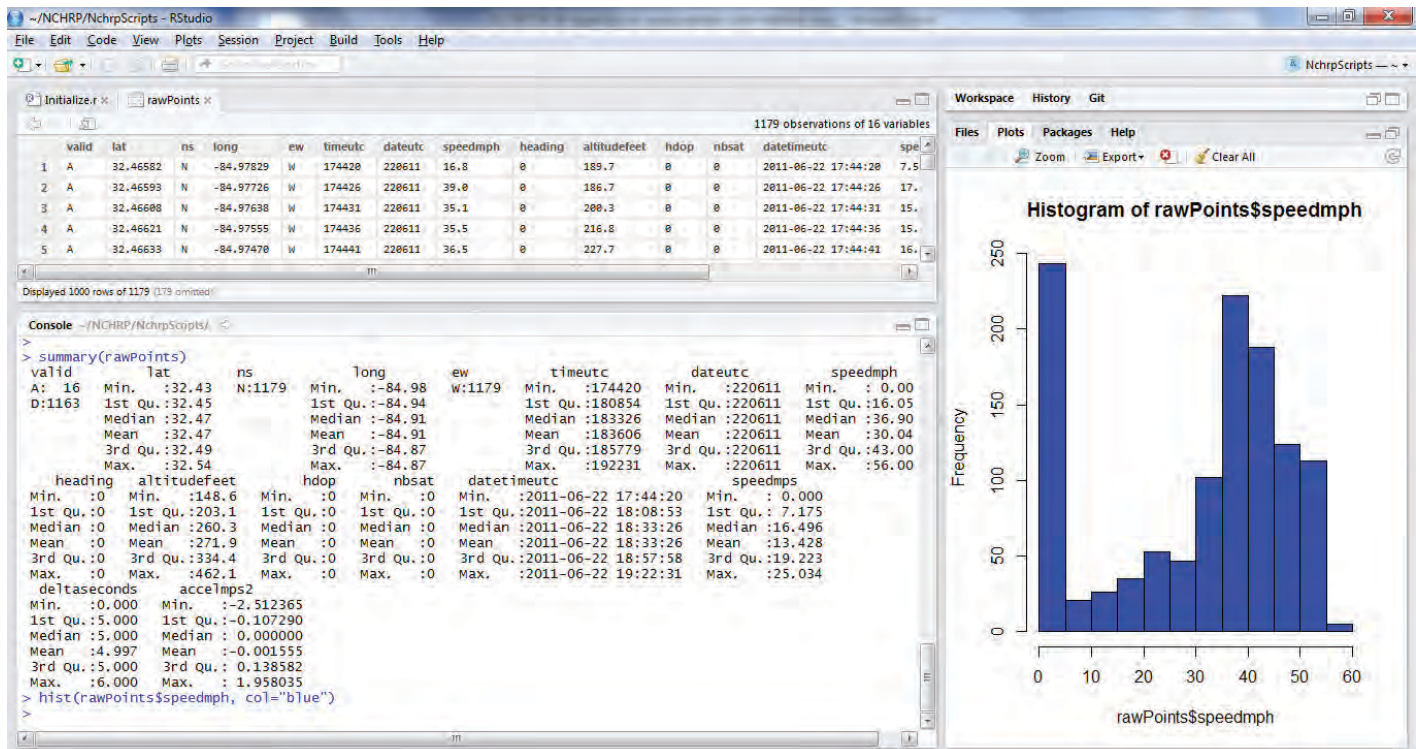 ~/NCHRP/NchrpScripts - RStudio
File Edit Code View Plots Session Project Build Tools Help
NchrpScripts — ~
Initialize.r × rawPoints ×
1179 observations of 16 variables
valid lat ns long ew timeutc dateutc speedmph heading altitudefeet hdop nbsat datetimeutc spe
1 A 32.46582 N -84.97829 W 174420 220611 16.8 0 189.7 0 0 2011-06-22 17:44:20 7.5
2 A 32.46593 N -84.97726 W 174426 220611 39.0 0 186.7 0 0 2011-06-22 17:44:26 17.
3 A 32.46608 N -84.97638 W 174431 220611 35.1 0 200.3 0 0 2011-06-22 17:44:31 15.
4 A 32.46621 N -84.97555 W 174436 220611 35.5 0 216.8 0 0 2011-06-22 17:44:36 15.
5 A 32.46633 N -84.97470 W 174441 220611 36.5 0 227.7 0 0 2011-06-22 17:44:41 16.
Displayed 1000 rows of 1179 (179 omitted)
Console ~/NCHRP/NchrpScripts/
>
> summary(rawPoints)
valid lat ns long ew timeutc dateutc speedmph
A: 16 Min. :32.43 N:1179 Min. :-84.98 W:1179 Min. :174420 Min. :220611 Min. : 0.00
D:1163 1st Qu.:32.45 1st Qu.:-84.94 1st Qu.:180854 1st Qu.:220611 1st Qu.:16.05
Median :32.47 Median :-84.91 Median :183326 Median :220611 Median :36.90
Mean :32.47 Mean :-84.91 Mean :183606 Mean :220611 Mean :30.04
3rd Qu.:32.49 3rd Qu.:-84.87 3rd Qu.:185779 3rd Qu.:220611 3rd Qu.:43.00
Max. :32.54 Max. :-84.87 Max. :192231 Max. :220611 Max. :56.00
heading altitudefeet hdop nbsat datetimeutc speedmps
Min. :0 Min. :148.6 Min. :0 Min. :0 Min. :2011-06-22 17:44:20 Min. : 0.000
1st Qu.:0 1st Qu.:203.1 1st Qu.:0 1st Qu.:0 1st Qu.:2011-06-22 18:08:53 1st Qu.: 7.175
Median :0 Median :260.3 Median :0 Median :0 Median :2011-06-22 18:33:26 Median :16.496
Mean :0 Mean :271.9 Mean :0 Mean :0 Mean :2011-06-22 18:33:26 Mean :13.428
3rd Qu.:0 3rd Qu.:334.4 3rd Qu.:0 3rd Qu.:0 3rd Qu.:2011-06-22 18:57:58 3rd Qu.:19.223
Max. :0 Max. :462.1 Max. :0 Max. :0 Max. :2011-06-22 19:22:31 Max. :25.034
deltaseconds accelmps2
Min. :0.000 Min. :-2.512365
1st Qu.:5.000 1st Qu.:-0.107290
Median :5.000 Median : 0.000000
Mean :4.997 Mean :-0.001555
3rd Qu.:5.000 3rd Qu.: 0.138582
Max. :6.000 Max. : 1.958035
> hist(rawPoints$speedmph, col="blue")
>
Workspace History Git
Files Plots Packages Help
Zoom Export Clear All
Histogram of rawPoints$speedmph
Frequency
250
200
150
100
50
0
0 10 20 30 40 50 60
rawPoints$speedmph